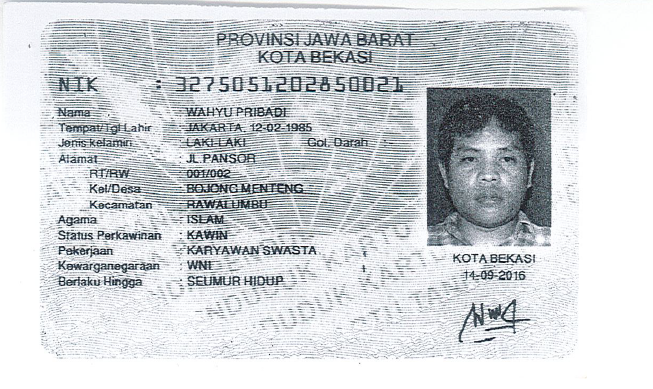 PROVINSI JAWA BARAT
KOTA BEKASI
NIK : 3275051202850021
Nama : WAHYU PRIBADI
Tempat/Tgl Lahir : JAKARTA, 12-02-1985
Jenis kelamin : LAKI-LAKI Gol. Darah :-
Alamat : JL PANSOR
RT/RW : 001/002
Kel/Desa : BOJONG MENTENG
Kecamatan : RAWALUMBU
Agama : ISLAM
Status Perkawinan : KAWIN
Pekerjaan : KARYAWAN SWASTA
Kewarganegaraan : WNI
Berlaku Hingga : SEUMUR HIDUP
KOTA BEKASI
14-09-2016